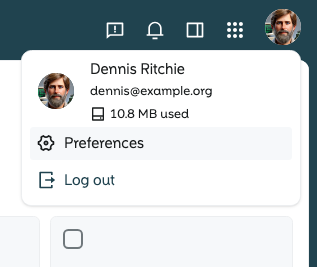 Dennis Ritchie
dennis@example.org
10.8 MB used
Preferences
Log out